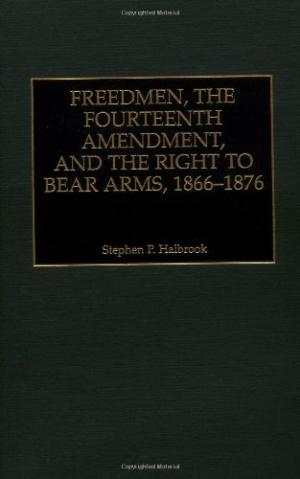 FREEDMEN, THE
FOURTEENTH
AMENDMENT,
AND THE RIGHT TO
BEAR ARMS, 1866–1876
Stephen P. Halbrook